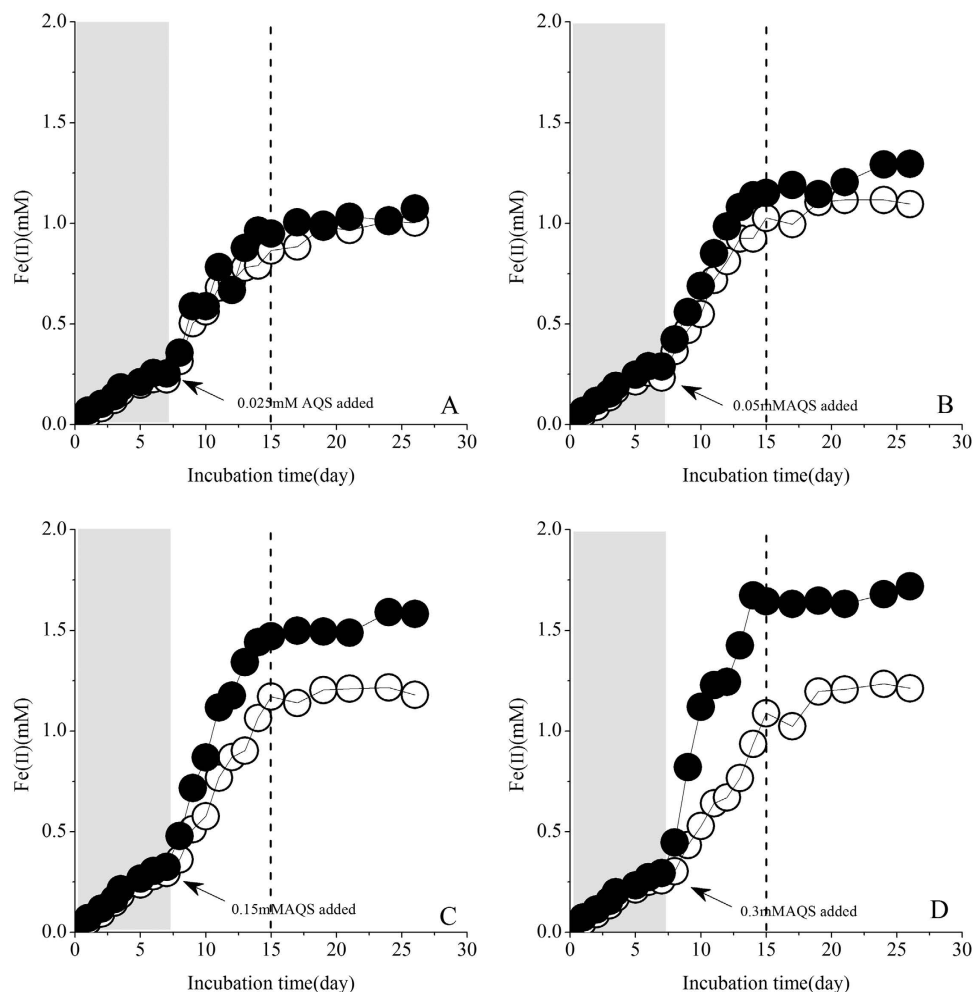 2.0
1.5
1.0
0.5
0.0
Fe(II)(mM)
0.025mM AQS added
A
0 5 10 15 20 25 30
Incubation time(day)
2.0
1.5
1.0
0.5
0.0
Fe(II)(mM)
0.05mMAQS added
B
0 5 10 15 20 25 30
Incubation time(day)
2.0
1.5
1.0
0.5
0.0
Fe(II)(mM)
0.15mMAQS added
C
0 5 10 15 20 25 30
Incubation time(day)
2.0
1.5
1.0
0.5
0.0
Fe(II)(mM)
0.3mMAQS added
D
0 5 10 15 20 25 30
Incubation time(day)